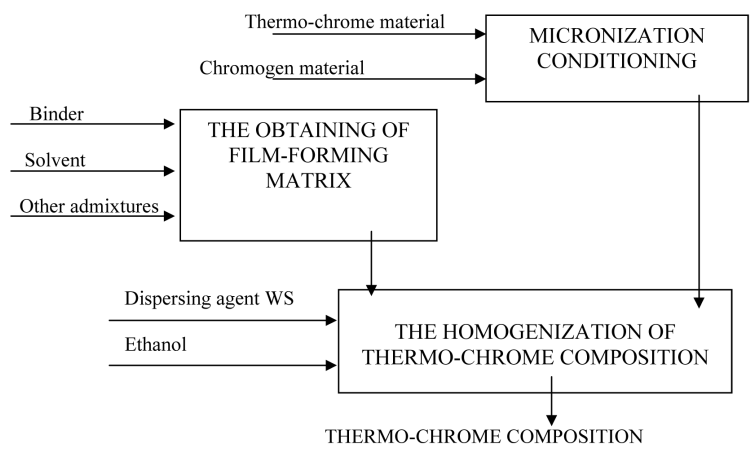 Thermo-chrome material
MICRONIZATION
CONDITIONING
Chromogen material
Binder
THE OBTAINING OF
FILM-FORMING
MATRIX
Solvent
Other admixtures
Dispersing agent WS
Ethanol
THE HOMOGENIZATION OF
THERMO-CHROME COMPOSITION
THERMO-CHROME COMPOSITION